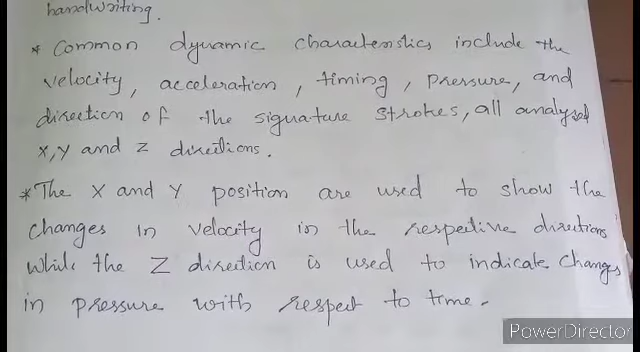 handwriting.
* Common dynamic characteristics include the
velocity, acceleration, timing, pressure, and
direction of the signature strokes, all analyzed
X, Y and Z directions.
* The X and Y position are used to show the
changes in velocity in the respective directions
while the Z direction is used to indicate changes
in pressure with respect to time.
PowerDirector